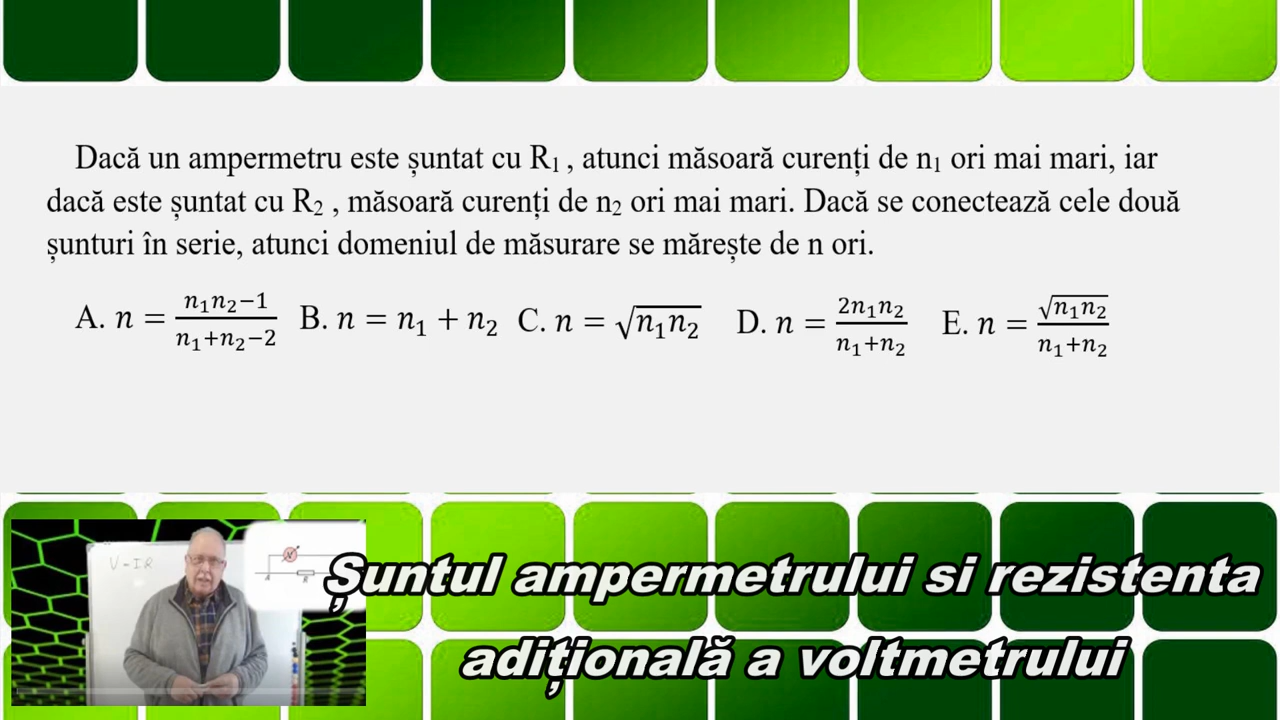 Dacă un ampermetru este șuntat cu R₁ , atunci măsoară curenți de n₁ ori mai mari, iar
dacă este șuntat cu R₂ , măsoară curenți de n₂ ori mai mari. Dacă se conectează cele două
șunturi în serie, atunci domeniul de măsurare se mărește de n ori.
A. n = (n₁n₂−1)/(n₁+n₂−2) B. n = n₁ + n₂ C. n = √(n₁n₂) D. n = 2n₁n₂/(n₁+n₂) E. n = √(n₁n₂)/(n₁+n₂)
V = IR
Șuntul ampermetrului si rezistenta
adițională a voltmetrului